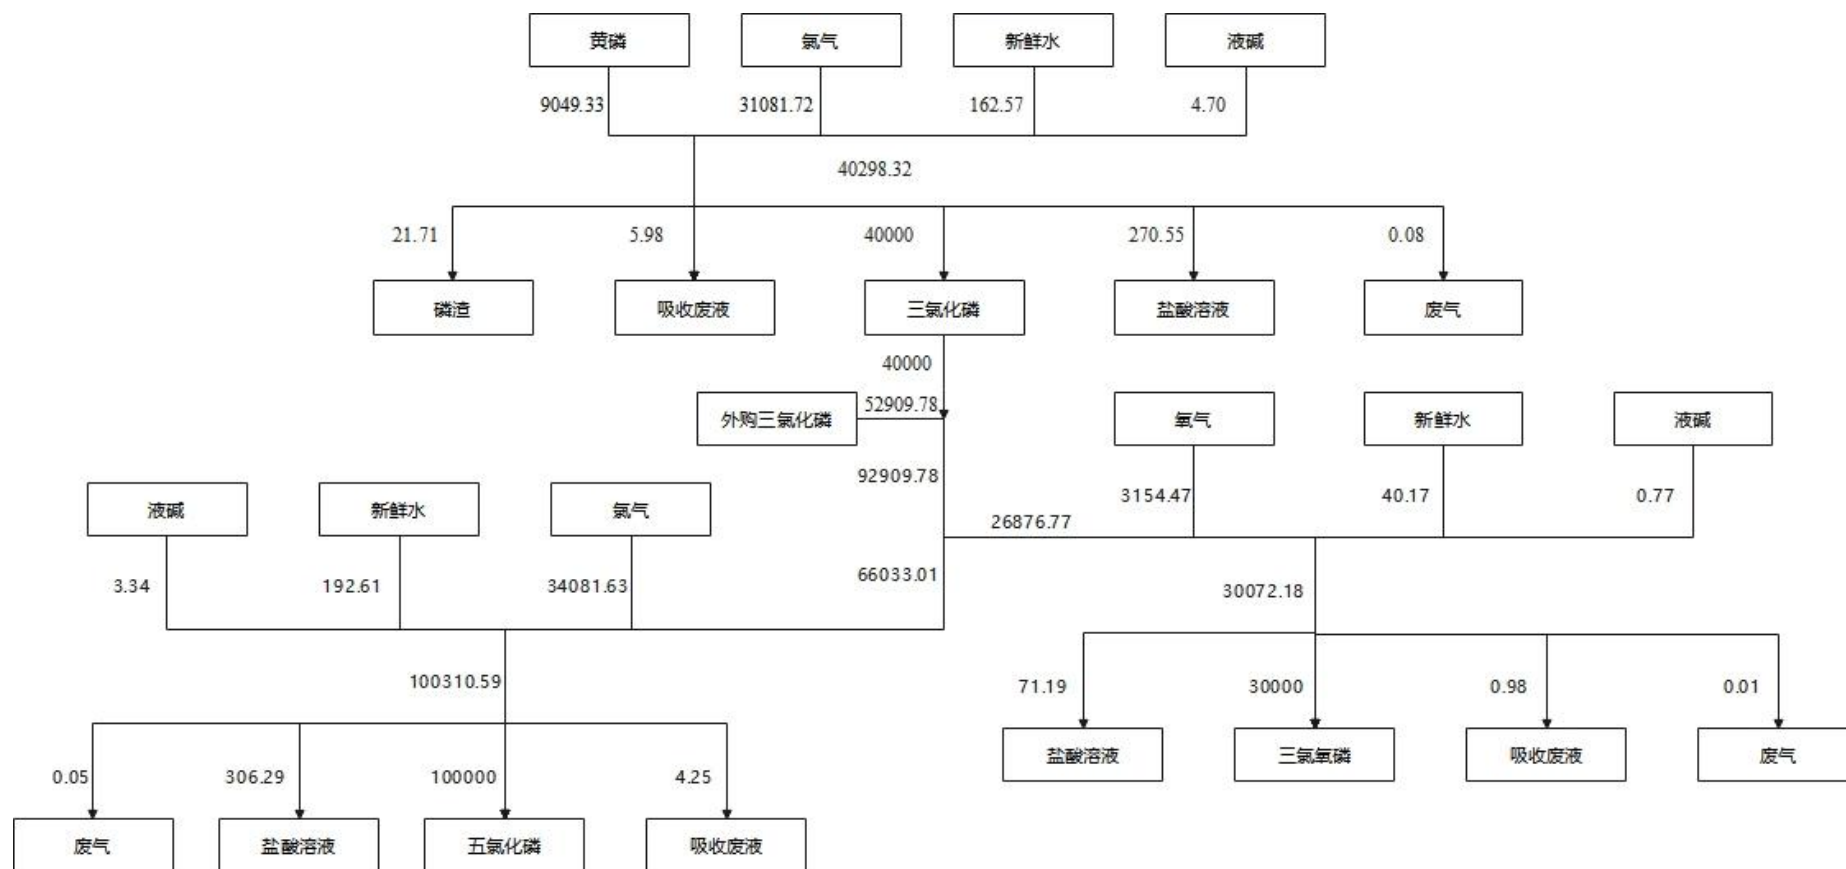 黄磷 氯气 新鲜水 液碱
9049.33 31081.72 162.57 4.70
40298.32
21.71 5.98 40000 270.55 0.08
磷渣 吸收废液 三氯化磷 盐酸溶液 废气
40000
外购三氯化磷 52909.78 氧气 新鲜水 液碱
92909.78 3154.47 40.17 0.77
液碱 新鲜水 氯气 26876.77
3.34 192.61 34081.63 66033.01 30072.18
100310.59 71.19 30000 0.98 0.01
盐酸溶液 三氯氧磷 吸收废液 废气
0.05 306.29 100000 4.25
废气 盐酸溶液 五氯化磷 吸收废液